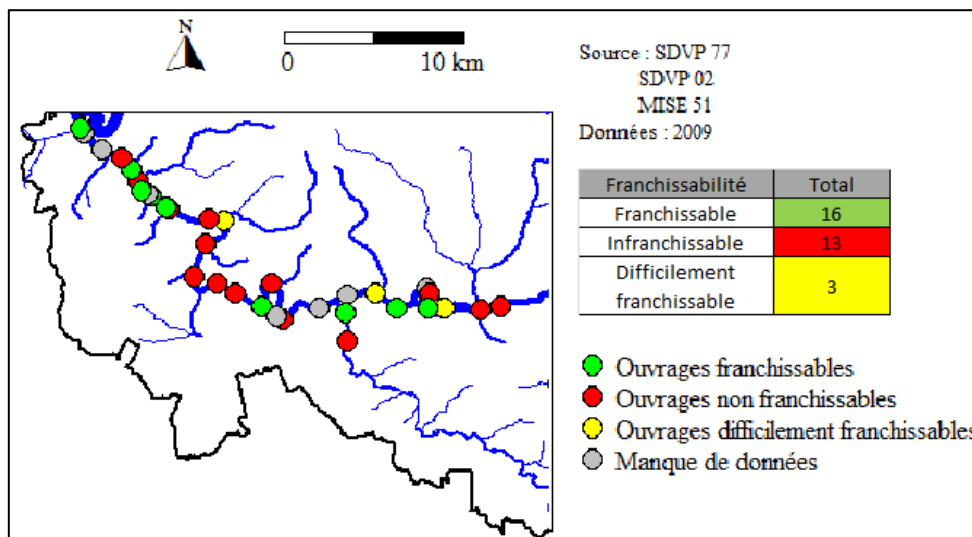 N
0 10 km
Source : SDVP 77
SDVP 02
MISE 51
Données : 2009
Franchissabilité Total
Franchissable 16
Infranchissable 13
Difficilement
franchissable 3
Ouvrages franchissables
Ouvrages non franchissables
Ouvrages difficilement franchissables
Manque de données